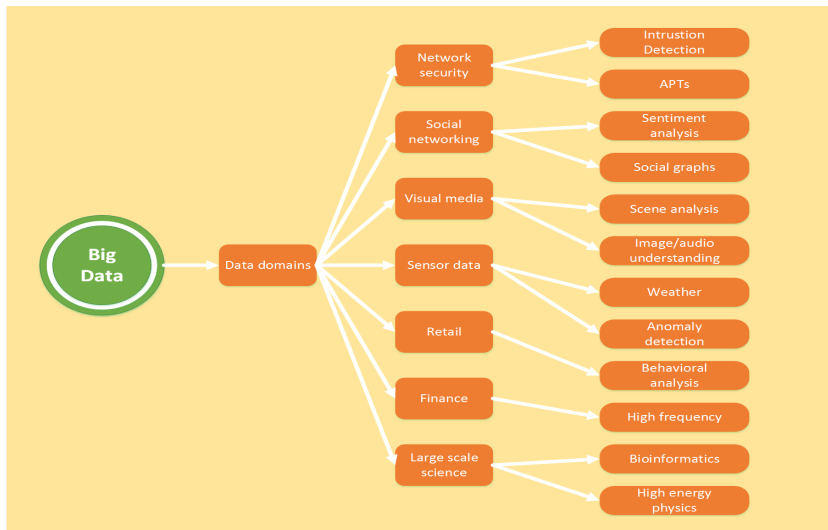 Big
Data
Data domains
Network
security
Social
networking
Visual media
Sensor data
Retail
Finance
Large scale
science
Intrustion
Detection
APTs
Sentiment
analysis
Social graphs
Scene analysis
Image/audio
understanding
Weather
Anomaly
detection
Behavioral
analysis
High frequency
Bioinformatics
High energy
physics